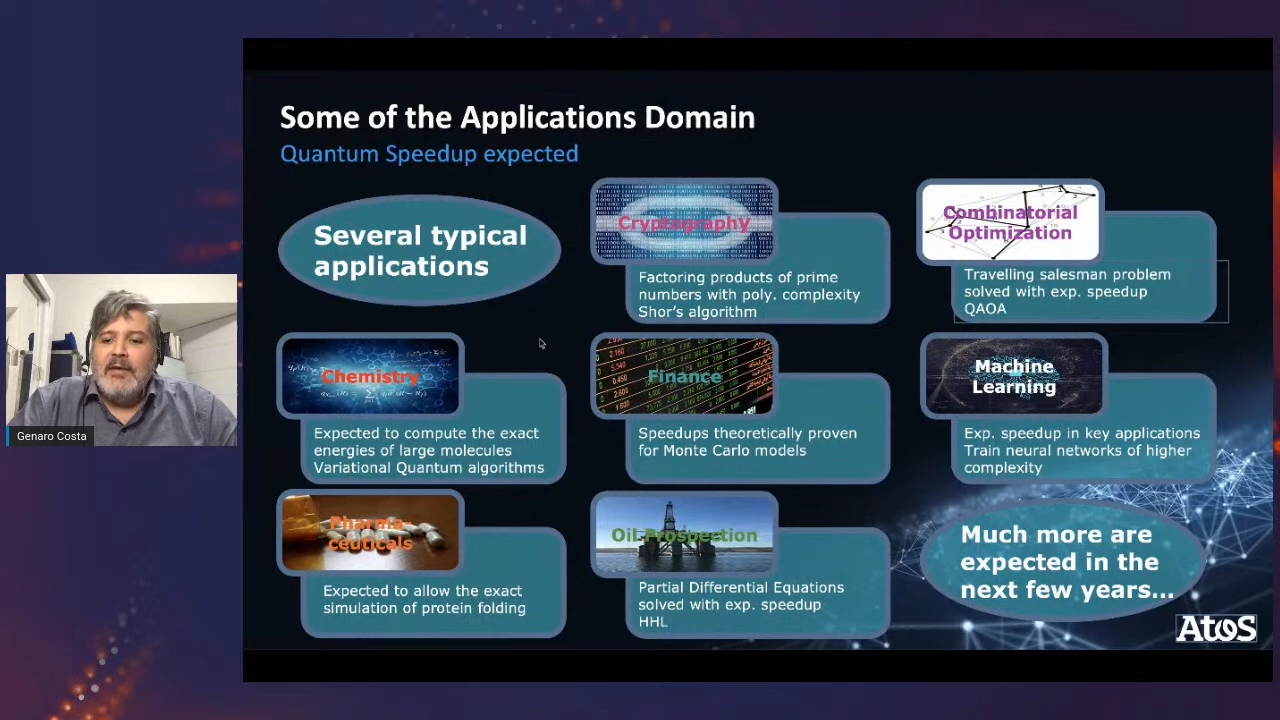 Some of the Applications Domain
Quantum Speedup expected
Several typical
applications
Cryptography
Factoring products of prime
numbers with poly. complexity
Shor's algorithm
Combinatorial
Optimization
Travelling salesman problem
solved with exp. speedup
QAOA
Chemistry
Expected to compute the exact
energies of large molecules
Variational Quantum algorithms
Finance
Speedups theoretically proven
for Monte Carlo models
Machine
Learning
Exp. speedup in key applications
Train neural networks of higher
complexity
Pharma-
ceuticals
Expected to allow the exact
simulation of protein folding
Oil Prospection
Partial Differential Equations
solved with exp. speedup
HHL
Much more are
expected in the
next few years...
Atos
Genaro Costa